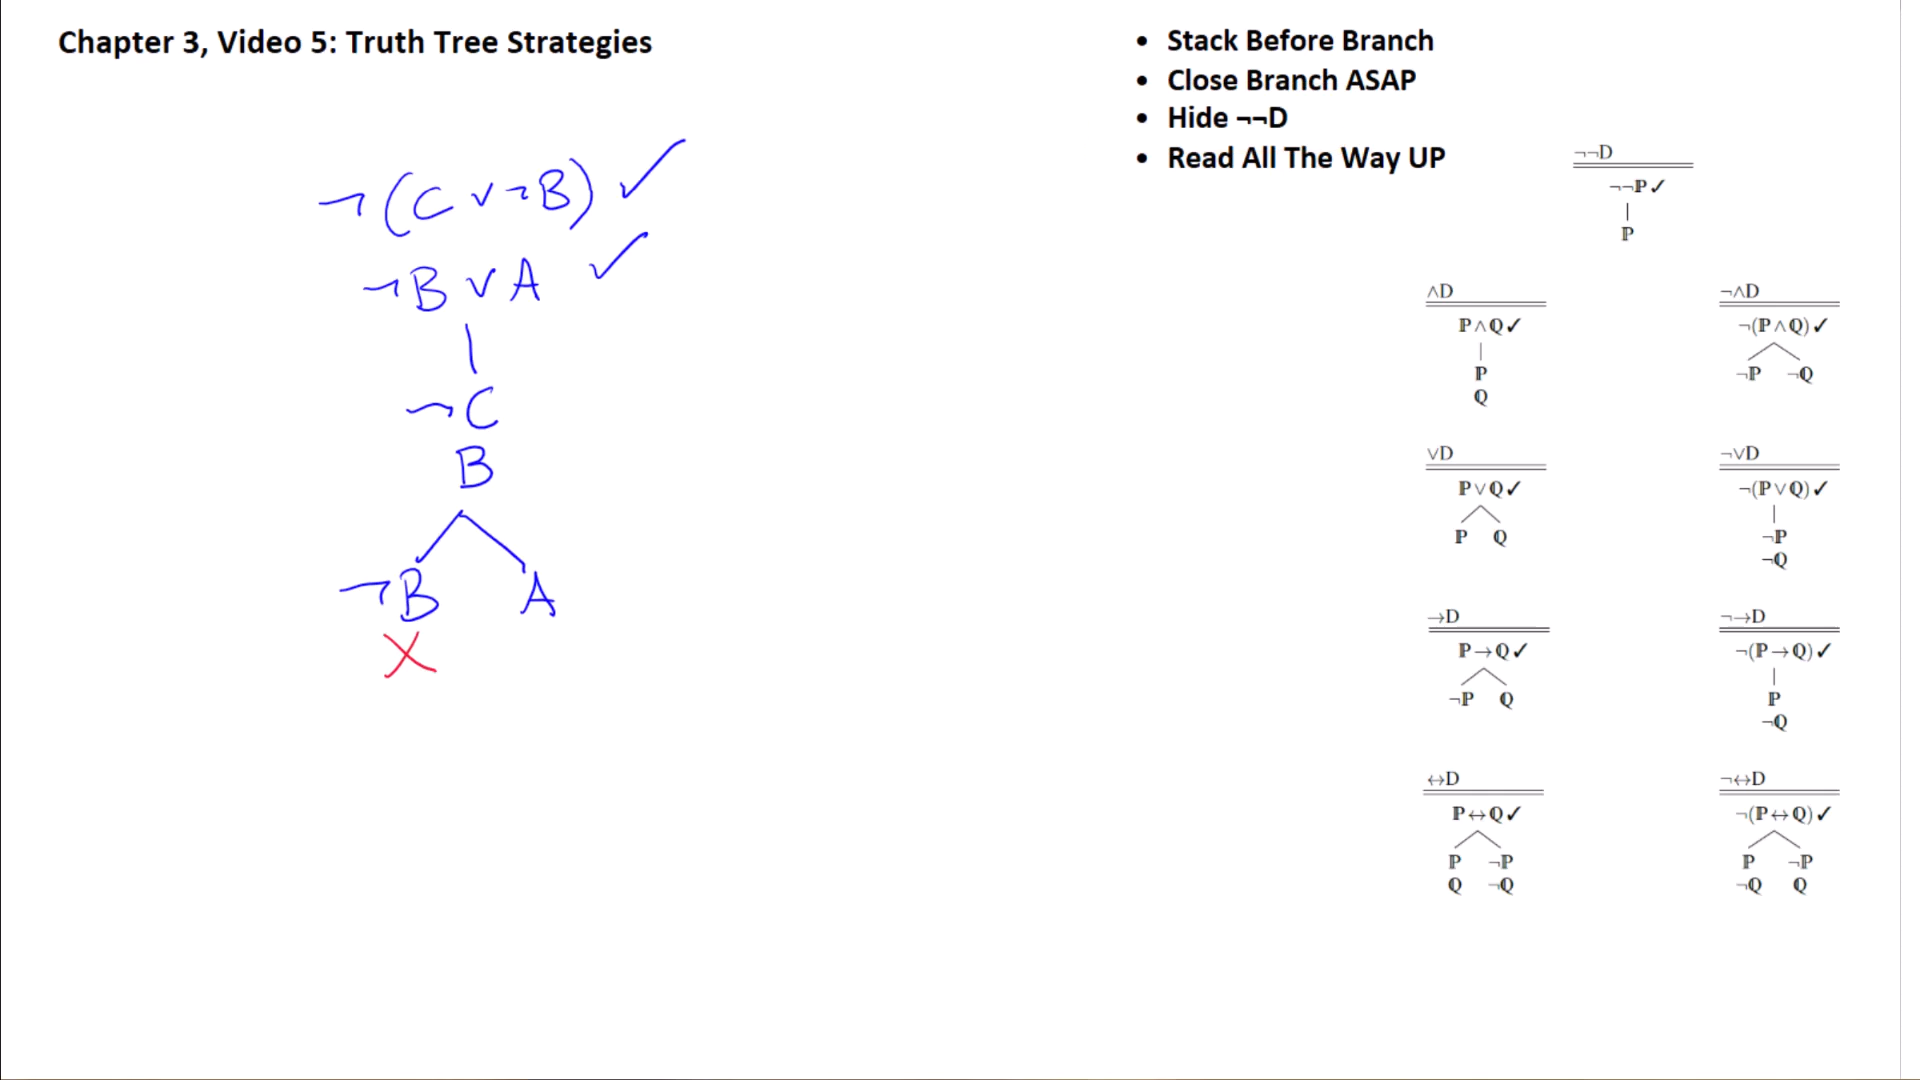 Chapter 3, Video 5: Truth Tree Strategies
• Stack Before Branch
• Close Branch ASAP
• Hide ¬¬D
• Read All The Way UP
¬(C ∨ ¬B) ✓
¬B ∨ A ✓
¬C
B
¬B A
X
¬¬D
¬¬ℙ✓
ℙ
∧D ¬∧D
ℙ∧ℚ✓ ¬(ℙ∧ℚ)✓
ℙ ¬ℙ ¬ℚ
ℚ
∨D ¬∨D
ℙ∨ℚ✓ ¬(ℙ∨ℚ)✓
ℙ ℚ ¬ℙ
¬ℚ
→D ¬→D
ℙ→ℚ✓ ¬(ℙ→ℚ)✓
¬ℙ ℚ ℙ
¬ℚ
↔D ¬↔D
ℙ↔ℚ✓ ¬(ℙ↔ℚ)✓
ℙ ¬ℙ ℙ ¬ℙ
ℚ ¬ℚ ¬ℚ ℚ